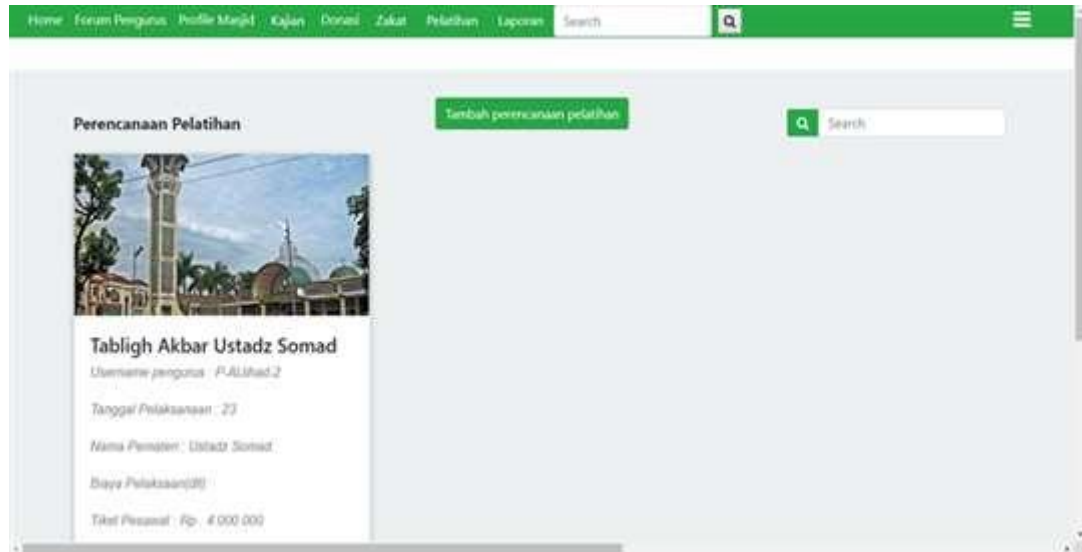 Home Forum Pengurus Profile Masjid Kajian Donasi Zakat Pelatihan Laporan Search
Tambah perencanaan pelatihan
Perencanaan Pelatihan
Search
Tabligh Akbar Ustadz Somad
Username pengurus : P-AlJihad-2
Tanggal Pelaksanaan : 23
Nama Pemateri : Ustadz Somad
Biaya Pelaksaan(dll)
Tiket Pesawat : Rp. 4 000 000